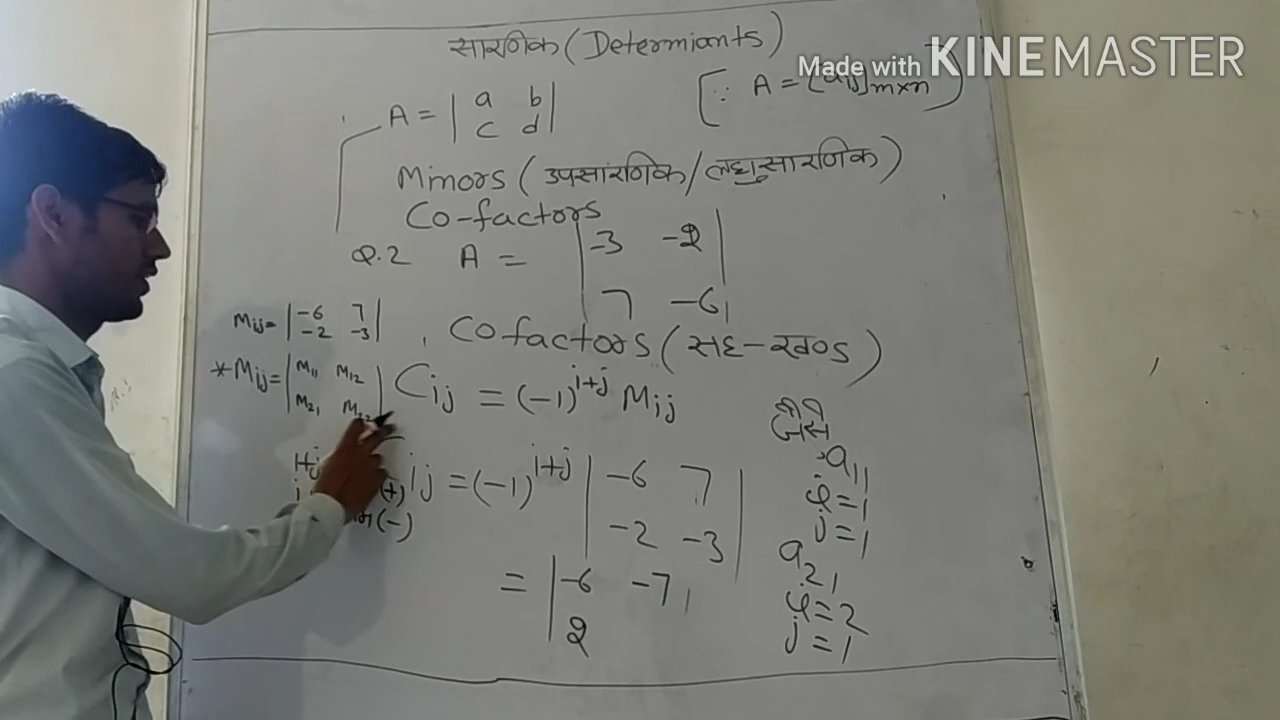 सारणिक (Determiants)
Made with KINEMASTER
A = | a b |
| c d |
[∵ A = [aij]m×n
Minors (उपसारणिक/लघुसारणिक)
Co-factors
Q.2 A = | -3 -2 |
| 7 -6 |
Mij = | -6 7 |
| -2 -3 |
Cofactors (सह-खण्ड)
*Mij = | M11 M12 |
| M21 M22 |
Cij = (-1)^i+j Mij
जैसे
a11
i=1
j=1
i+j
(+)
(-)
ij = (-1)^i+j | -6 7 |
| -2 -3 |
a21
i=2
j=1
= | -6 -7
2